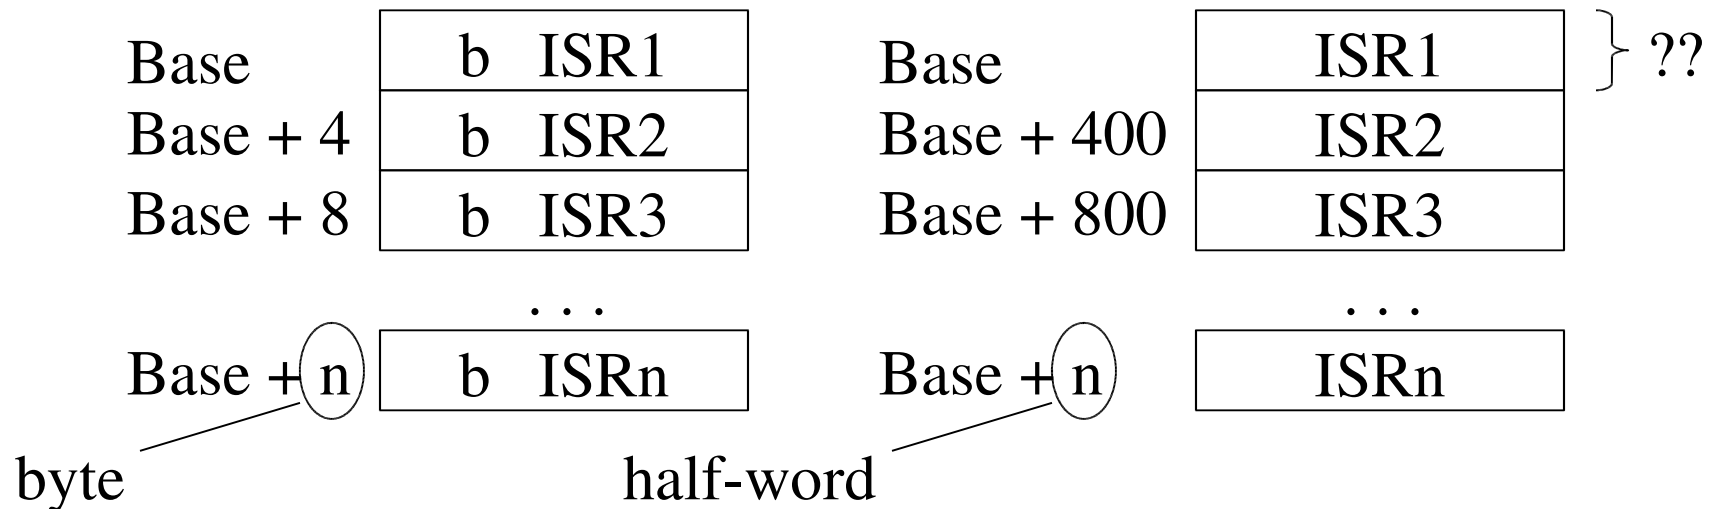 Base b ISR1 Base ISR1 ??
Base + 4 b ISR2 Base + 400 ISR2
Base + 8 b ISR3 Base + 800 ISR3
. . . . . .
Base + n b ISRn Base + n ISRn
byte half-word